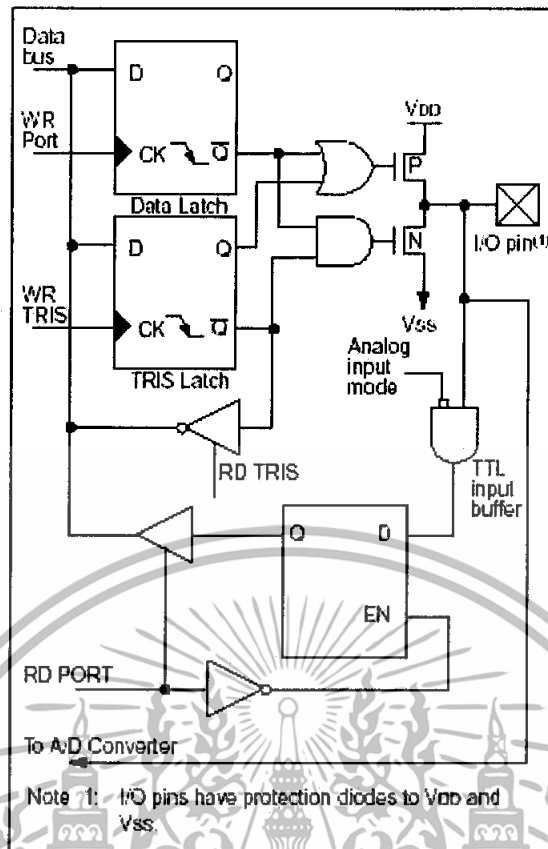 Data
bus
D Q
VDD
WR
Port
CK Q
P
Data Latch
D Q
N
I/O pin(1)
WR
TRIS
CK Q
VSS
TRIS Latch
Analog
input
mode
TTL
input
buffer
RD TRIS
Q D
EN
RD PORT
To A/D Converter
Note 1: I/O pins have protection diodes to VDD and
VSS.